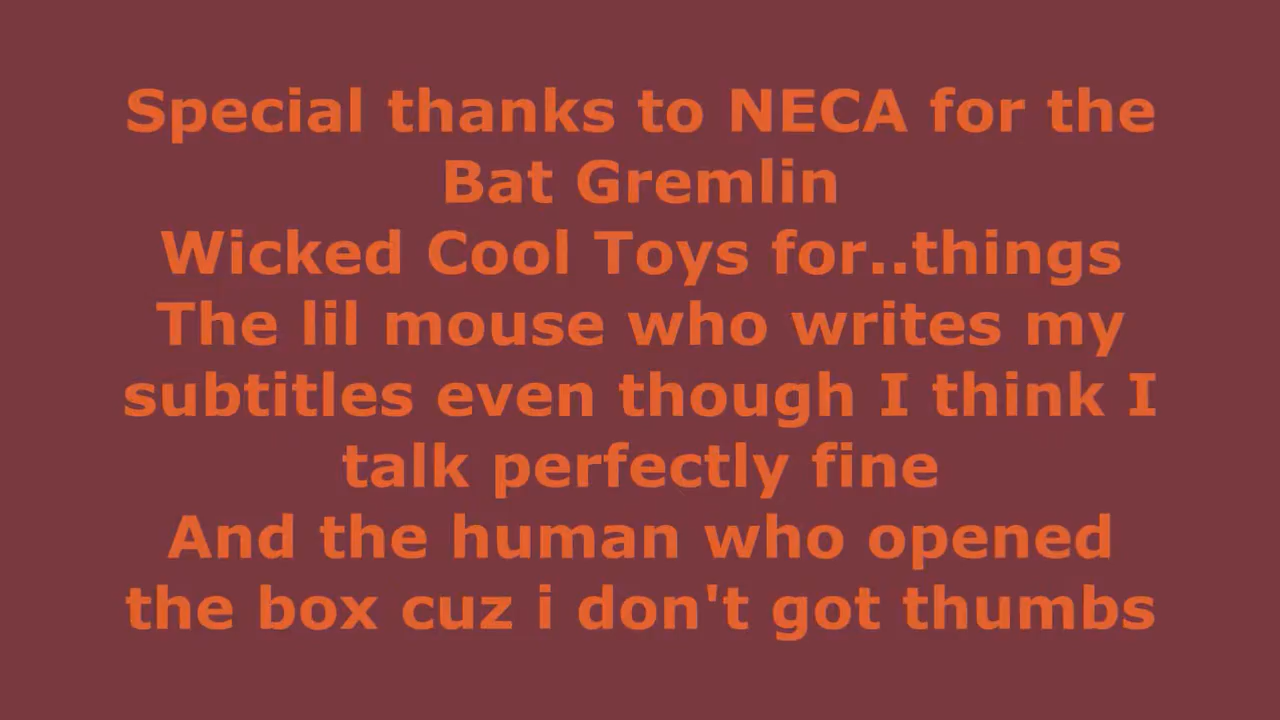 Special thanks to NECA for the
Bat Gremlin
Wicked Cool Toys for..things
The lil mouse who writes my
subtitles even though I think I
talk perfectly fine
And the human who opened
the box cuz i don't got thumbs